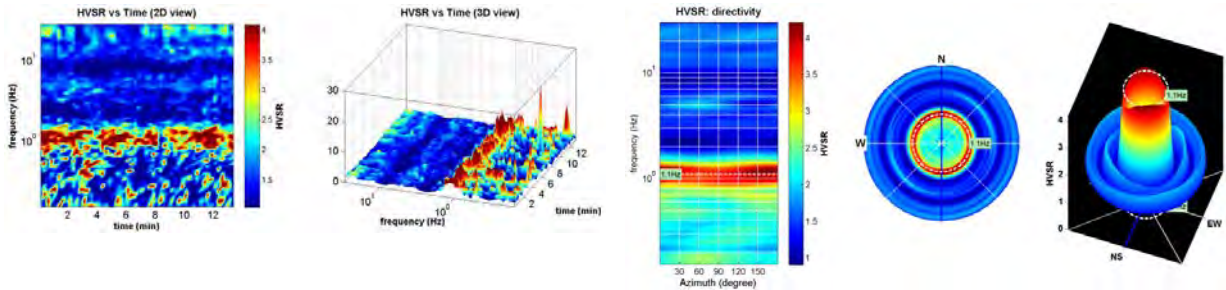 HVSR vs Time (2D view)
frequency (Hz)
10¹
10⁰
2 4 6 8 10 12
time (min)
4
3.5
3
2.5
2
1.5
HVSR
HVSR vs Time (3D view)
30
20
10
0
10¹
10⁰
frequency (Hz)
2
4
6
8
10
12
time (min)
HVSR: directivity
frequency (Hz)
10¹
10⁰
1.1Hz
30 60 90 120 150
Azimuth (degree)
4
3.5
3
2.5
2
1.5
1
HVSR
N
W
1.1Hz
1.1Hz
HVSR
4
3
2
1
0
Hz
EW
NS